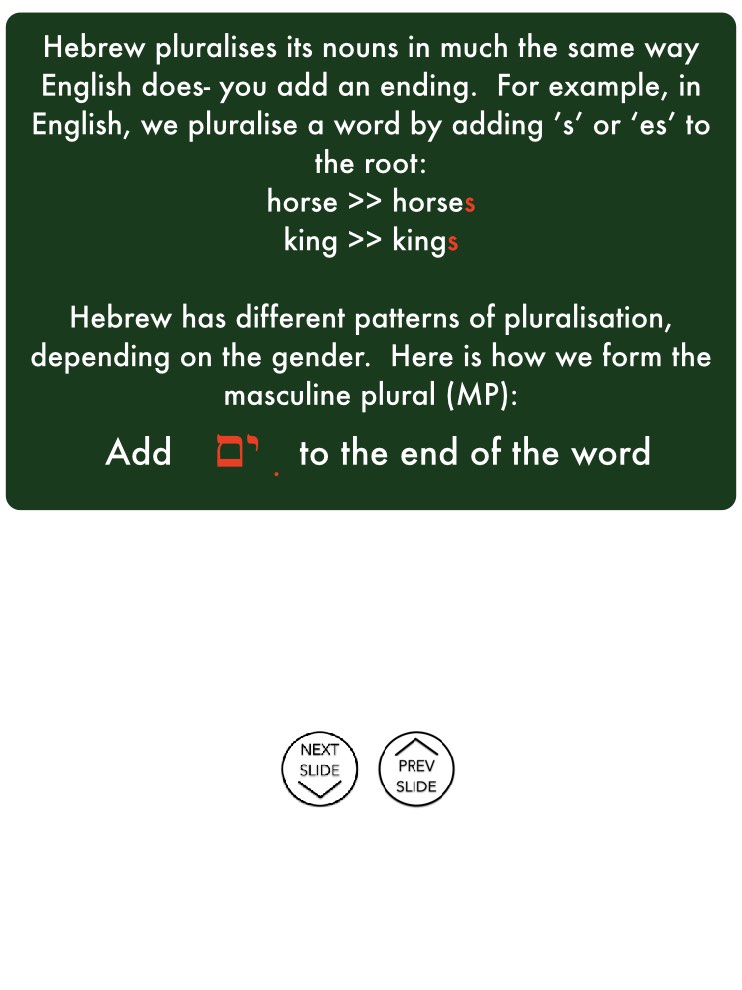 Hebrew pluralises its nouns in much the same way
English does- you add an ending.  For example, in
English, we pluralise a word by adding ’s’ or ‘es’ to
the root:
horse >> horses
king >> kings
Hebrew has different patterns of pluralisation,
depending on the gender.  Here is how we form the
masculine plural (MP):
Add  ִים  to the end of the word
NEXT
SLIDE
PREV
SLIDE